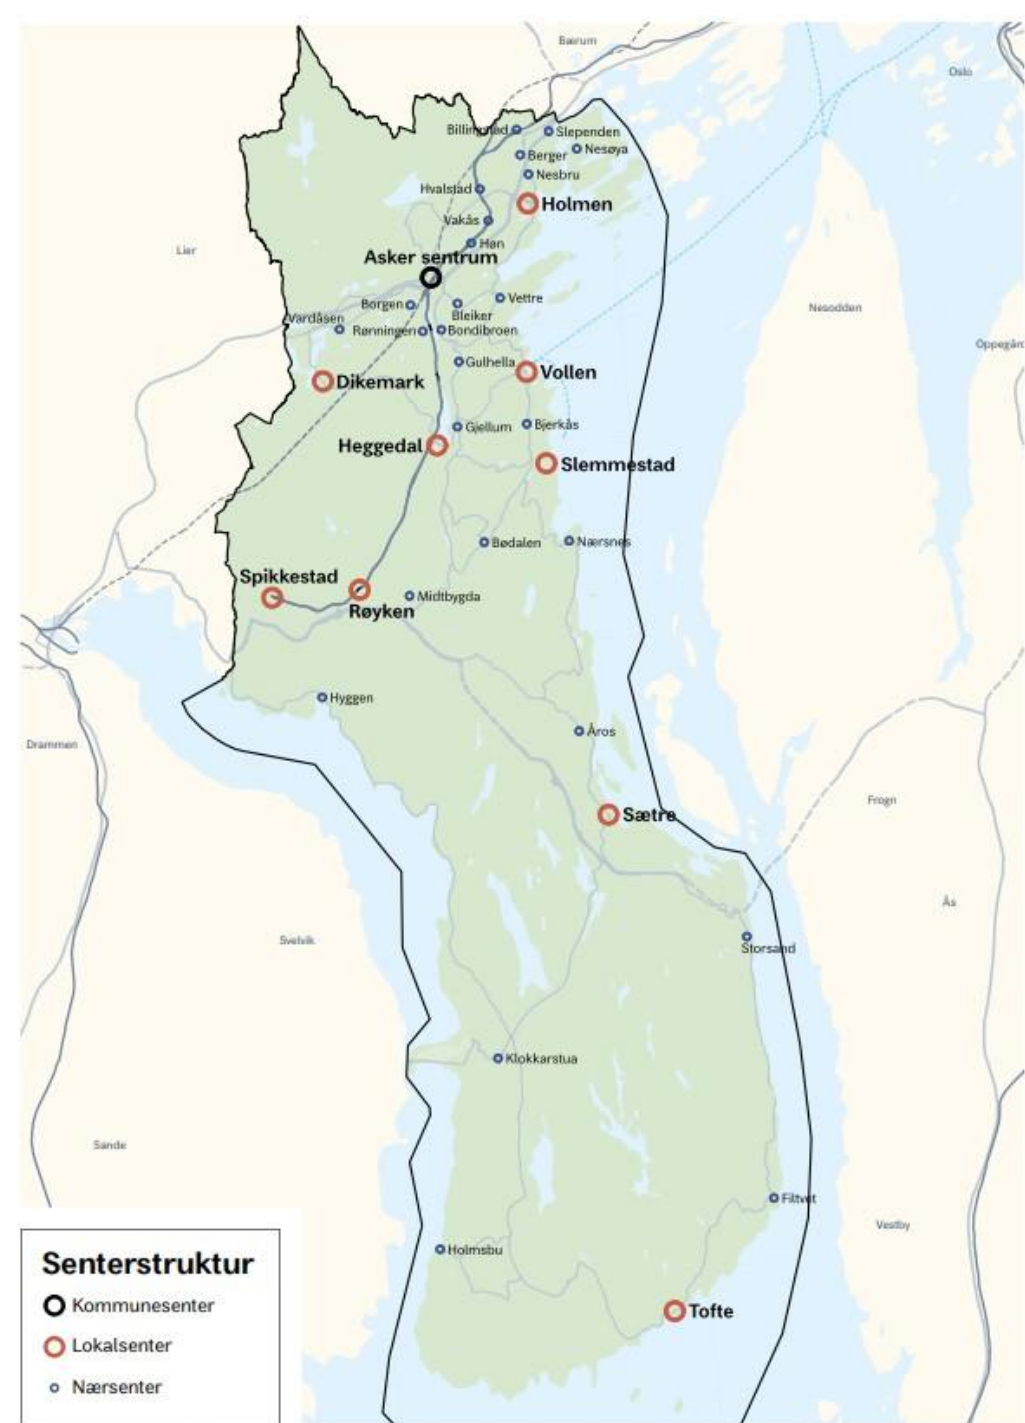 Bærum
Oslo
Billingstad
Slependen
Nesøya
Berger
Nesbru
Hvalstad
Holmen
Vakås
Høn
Lier
Asker sentrum
Vettre
Borgen
Nesodden
Bleiker
Vardåsen
Rønningen
Bondibroen
Gulhella
Vollen
Dikemark
Gjellum
Bjerkås
Heggedal
Slemmestad
Bødalen
Nærsnes
Spikkestad
Midtbygda
Røyken
Hyggen
Åros
Drammen
Frogn
Sætre
Ås
Svelvik
Storsand
Klokkarstua
Sande
Filtvet
Vestby
Holmsbu
Tofte
Senterstruktur
Kommunesenter
Lokalsenter
Nærsenter